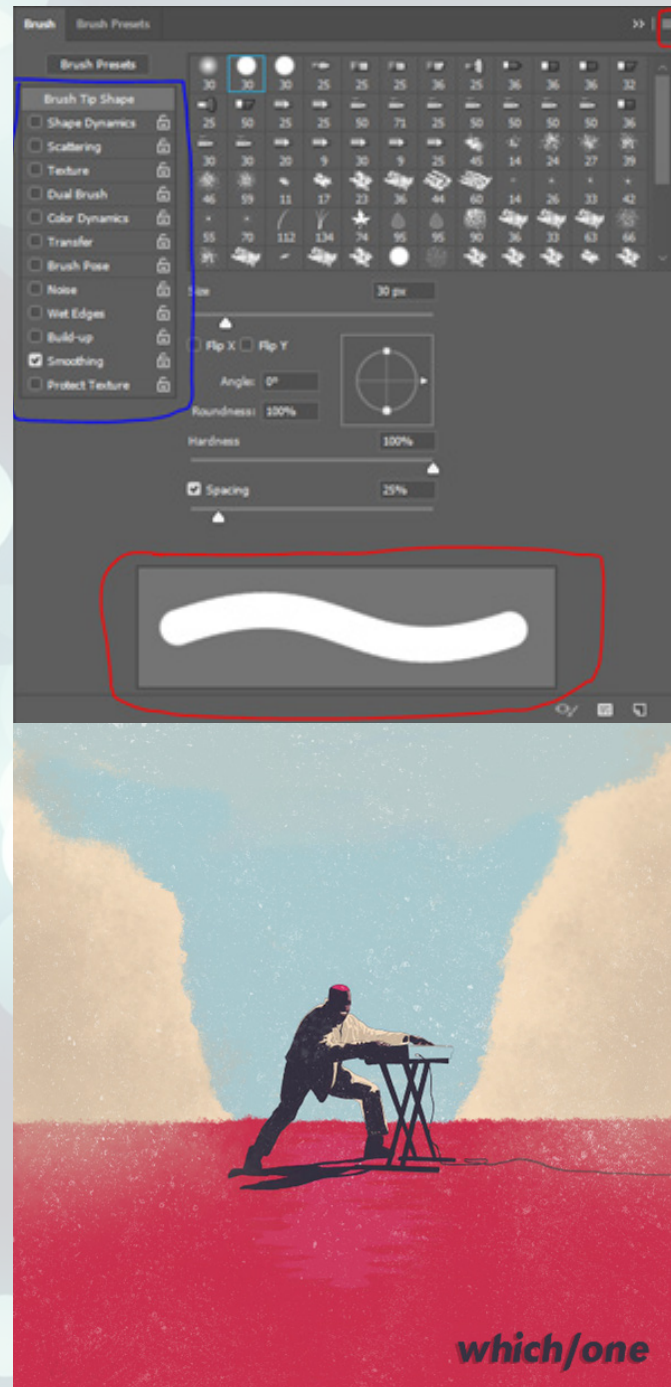 Brush Brush Presets
Brush Presets
Brush Tip Shape
Shape Dynamics
Scattering
Texture
Dual Brush
Color Dynamics
Transfer
Brush Pose
Noise
Wet Edges
Build-up
Smoothing
Protect Texture
30 30 30 25 25 25 36 25 36 36 36 32
25 50 25 25 50 71 25 50 50 50 50 36
30 30 20 9 30 9 25 45 14 24 27 39
46 59 11 17 23 36 44 60 14 26 33 42
55 70 112 134 74 95 95 90 36 33 63 66
Size 30 px
Flip X Flip Y
Angle: 0º
Roundness: 100%
Hardness 100%
Spacing 25%
which/one